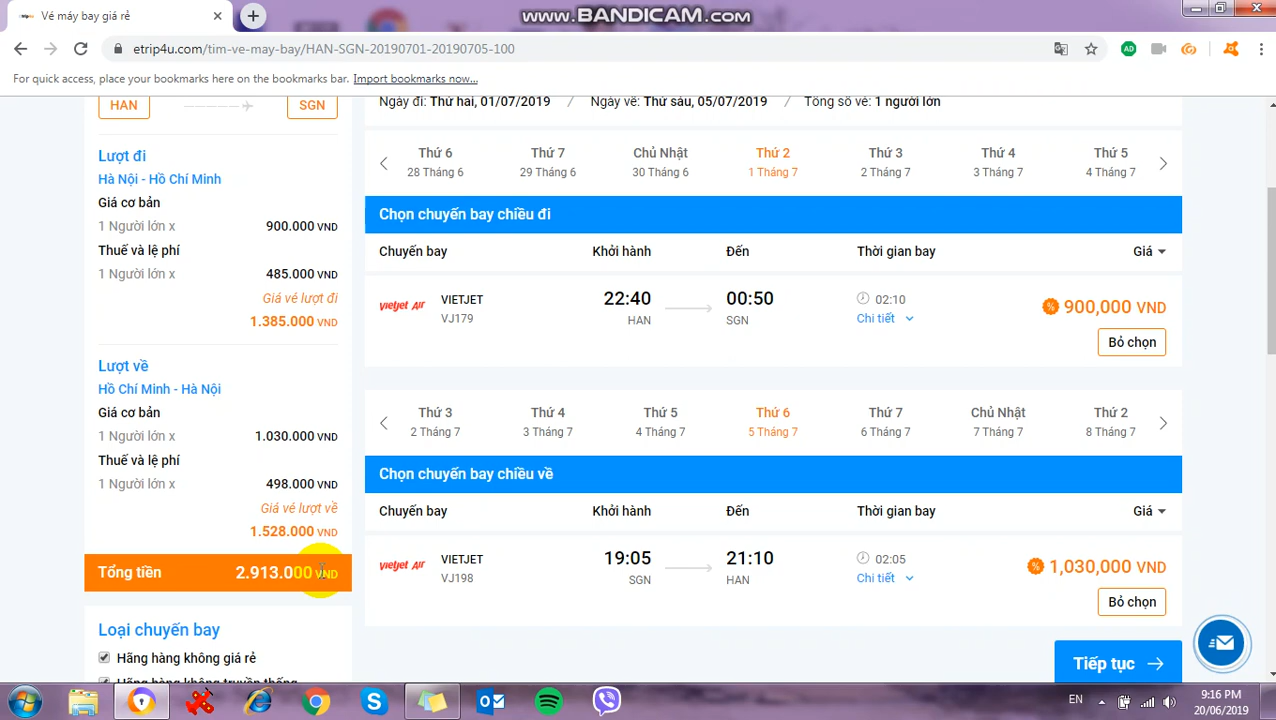 www.BANDICAM.com
Vé máy bay giá rẻ
etrip4u.com/tim-ve-may-bay/HAN-SGN-20190701-20190705-100
For quick access, place your bookmarks here on the bookmarks bar. Import bookmarks now...
HAN
SGN
Ngày đi: Thứ hai, 01/07/2019 / Ngày về: Thứ sáu, 05/07/2019 / Tổng số vé: 1 người lớn
Lượt đi
Hà Nội - Hồ Chí Minh
Giá cơ bản
1 Người lớn x 900.000 VND
Thuế và lệ phí
1 Người lớn x 485.000 VND
Giá vé lượt đi
1.385.000 VND
Lượt về
Hồ Chí Minh - Hà Nội
Giá cơ bản
1 Người lớn x 1.030.000 VND
Thuế và lệ phí
1 Người lớn x 498.000 VND
Giá vé lượt về
1.528.000 VND
Tổng tiền 2.913.000 VND
Loại chuyến bay
Hãng hàng không giá rẻ
Hãng hàng không truyền thống
Thứ 6 Thứ 7 Chủ Nhật Thứ 2 Thứ 3 Thứ 4 Thứ 5
28 Tháng 6 29 Tháng 6 30 Tháng 6 1 Tháng 7 2 Tháng 7 3 Tháng 7 4 Tháng 7
Chọn chuyến bay chiều đi
Chuyến bay Khởi hành Đến Thời gian bay Giá
vietjet Air VIETJET 22:40 00:50 02:10 900,000 VND
VJ179 HAN SGN Chi tiết
Bỏ chọn
Thứ 3 Thứ 4 Thứ 5 Thứ 6 Thứ 7 Chủ Nhật Thứ 2
2 Tháng 7 3 Tháng 7 4 Tháng 7 5 Tháng 7 6 Tháng 7 7 Tháng 7 8 Tháng 7
Chọn chuyến bay chiều về
Chuyến bay Khởi hành Đến Thời gian bay Giá
vietjet Air VIETJET 19:05 21:10 02:05 1,030,000 VND
VJ198 SGN HAN Chi tiết
Bỏ chọn
Tiếp tục
EN
9:16 PM
20/06/2019